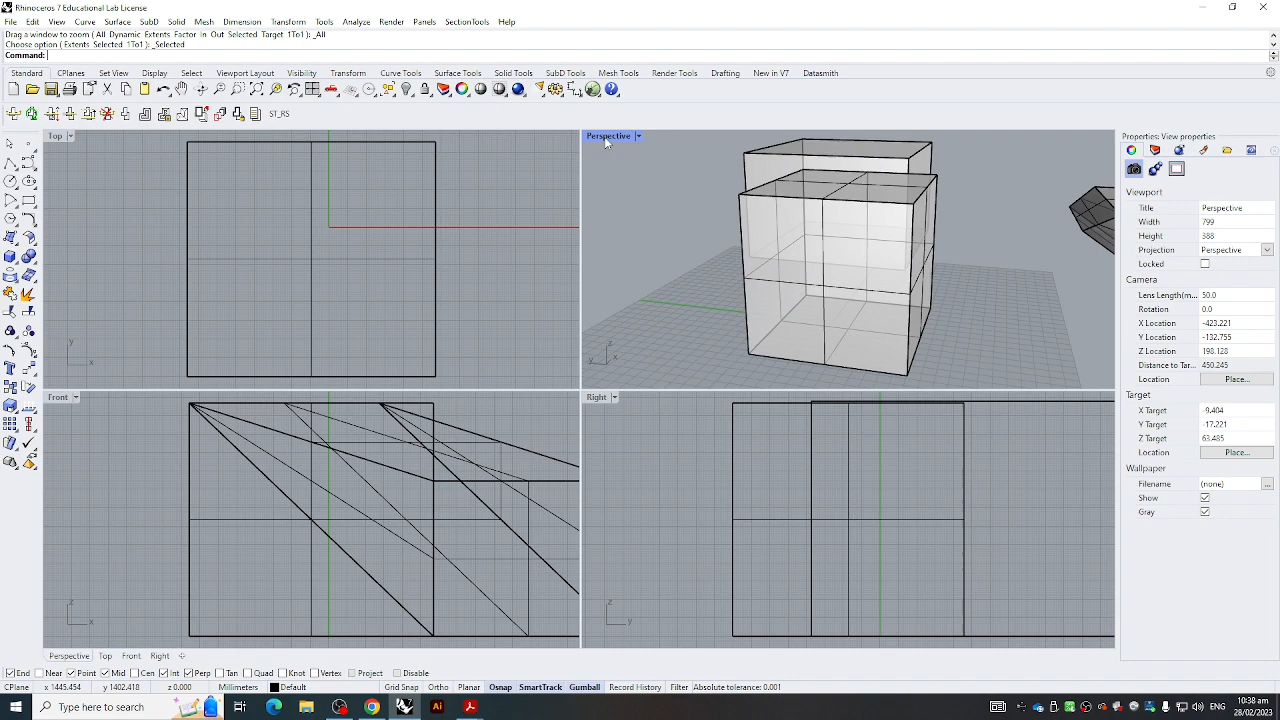 Rhinoceros 7 Educational Lab License
File Edit View Curve Surface SubD Solid Mesh Dimension Transform Tools Analyze Render Panels SectionTools Help
Drag a window to zoom ( All Dynamic Extents Factor In Out Selected Target 1To1 ): _All
Choose option ( Extents Selected 1To1 ): _Selected
Command:
Standard CPlanes Set View Display Select Viewport Layout Visibility Transform Curve Tools Surface Tools Solid Tools SubD Tools Mesh Tools Render Tools Drafting New in V7 Datasmith
ST_RS
Top
Perspective
Properties: View properties
Viewport
Title Perspective
Width 799
Height 388
Projection Perspective
Locked
Camera
Lens Length(m... 50.0
Rotation 0.0
X Location -423.221
Y Location -132.755
Z Location 198.128
Distance to Tar... 450.245
Location Place...
Target
X Target -9.404
Y Target -17.221
Z Target 63.485
Location Place...
Wallpaper
Filename (none) ...
Show
Gray
y
x
z
y
x
Front
Right
z
x
z
y
Perspective Top Front Right
End Near Point Mid Cen Int Perp Tan Quad Knot Vertex Project Disable
CPlane x 1445.454 y 1402.418 z 0.000 Millimeters Default Grid Snap Ortho Planar Osnap SmartTrack Gumball Record History Filter Absolute tolerance: 0.001
Type here to search
Ai
ENG
10:38 am
28/02/2023